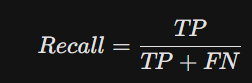 Recall = TP / TP + FN